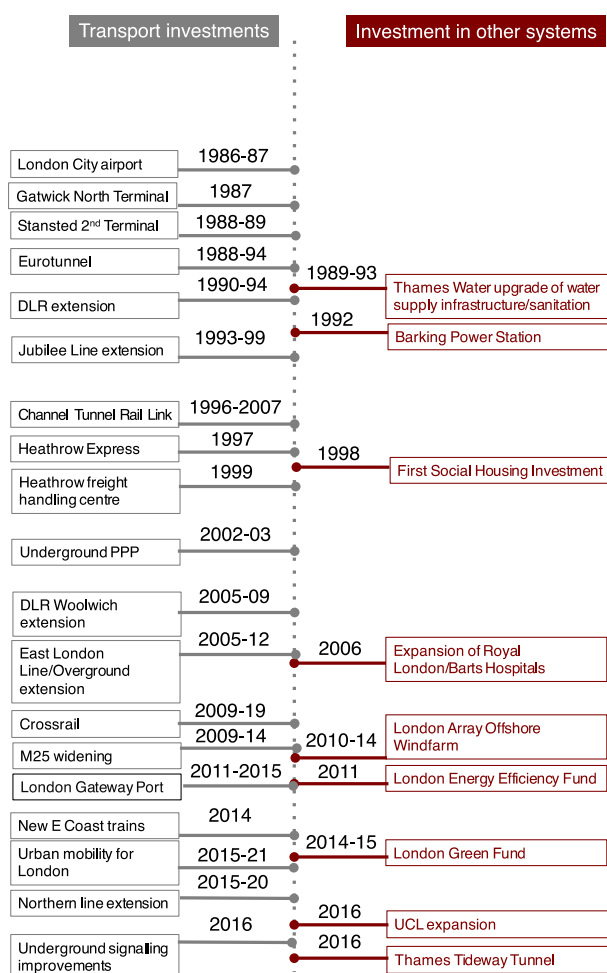 Transport investments
Investment in other systems
1986-87
London City airport
1987
Gatwick North Terminal
1988-89
Stansted 2nd Terminal
1988-94
Eurotunnel
1989-93
Thames Water upgrade of water
supply infrastructure/sanitation
1990-94
DLR extension
1992
Barking Power Station
1993-99
Jubilee Line extension
1996-2007
Channel Tunnel Rail Link
1997
Heathrow Express
1998
First Social Housing Investment
1999
Heathrow freight
handling centre
2002-03
Underground PPP
2005-09
DLR Woolwich
extension
2005-12
East London
Line/Overground
extension
2006
Expansion of Royal
London/Barts Hospitals
2009-19
Crossrail
2009-14
M25 widening
2010-14
London Array Offshore
Windfarm
2011-2015
London Gateway Port
2011
London Energy Efficiency Fund
2014
New E Coast trains
2014-15
London Green Fund
2015-21
Urban mobility for
London
2015-20
Northern line extension
2016
UCL expansion
2016
Underground signalling
improvements
2016
Thames Tideway Tunnel